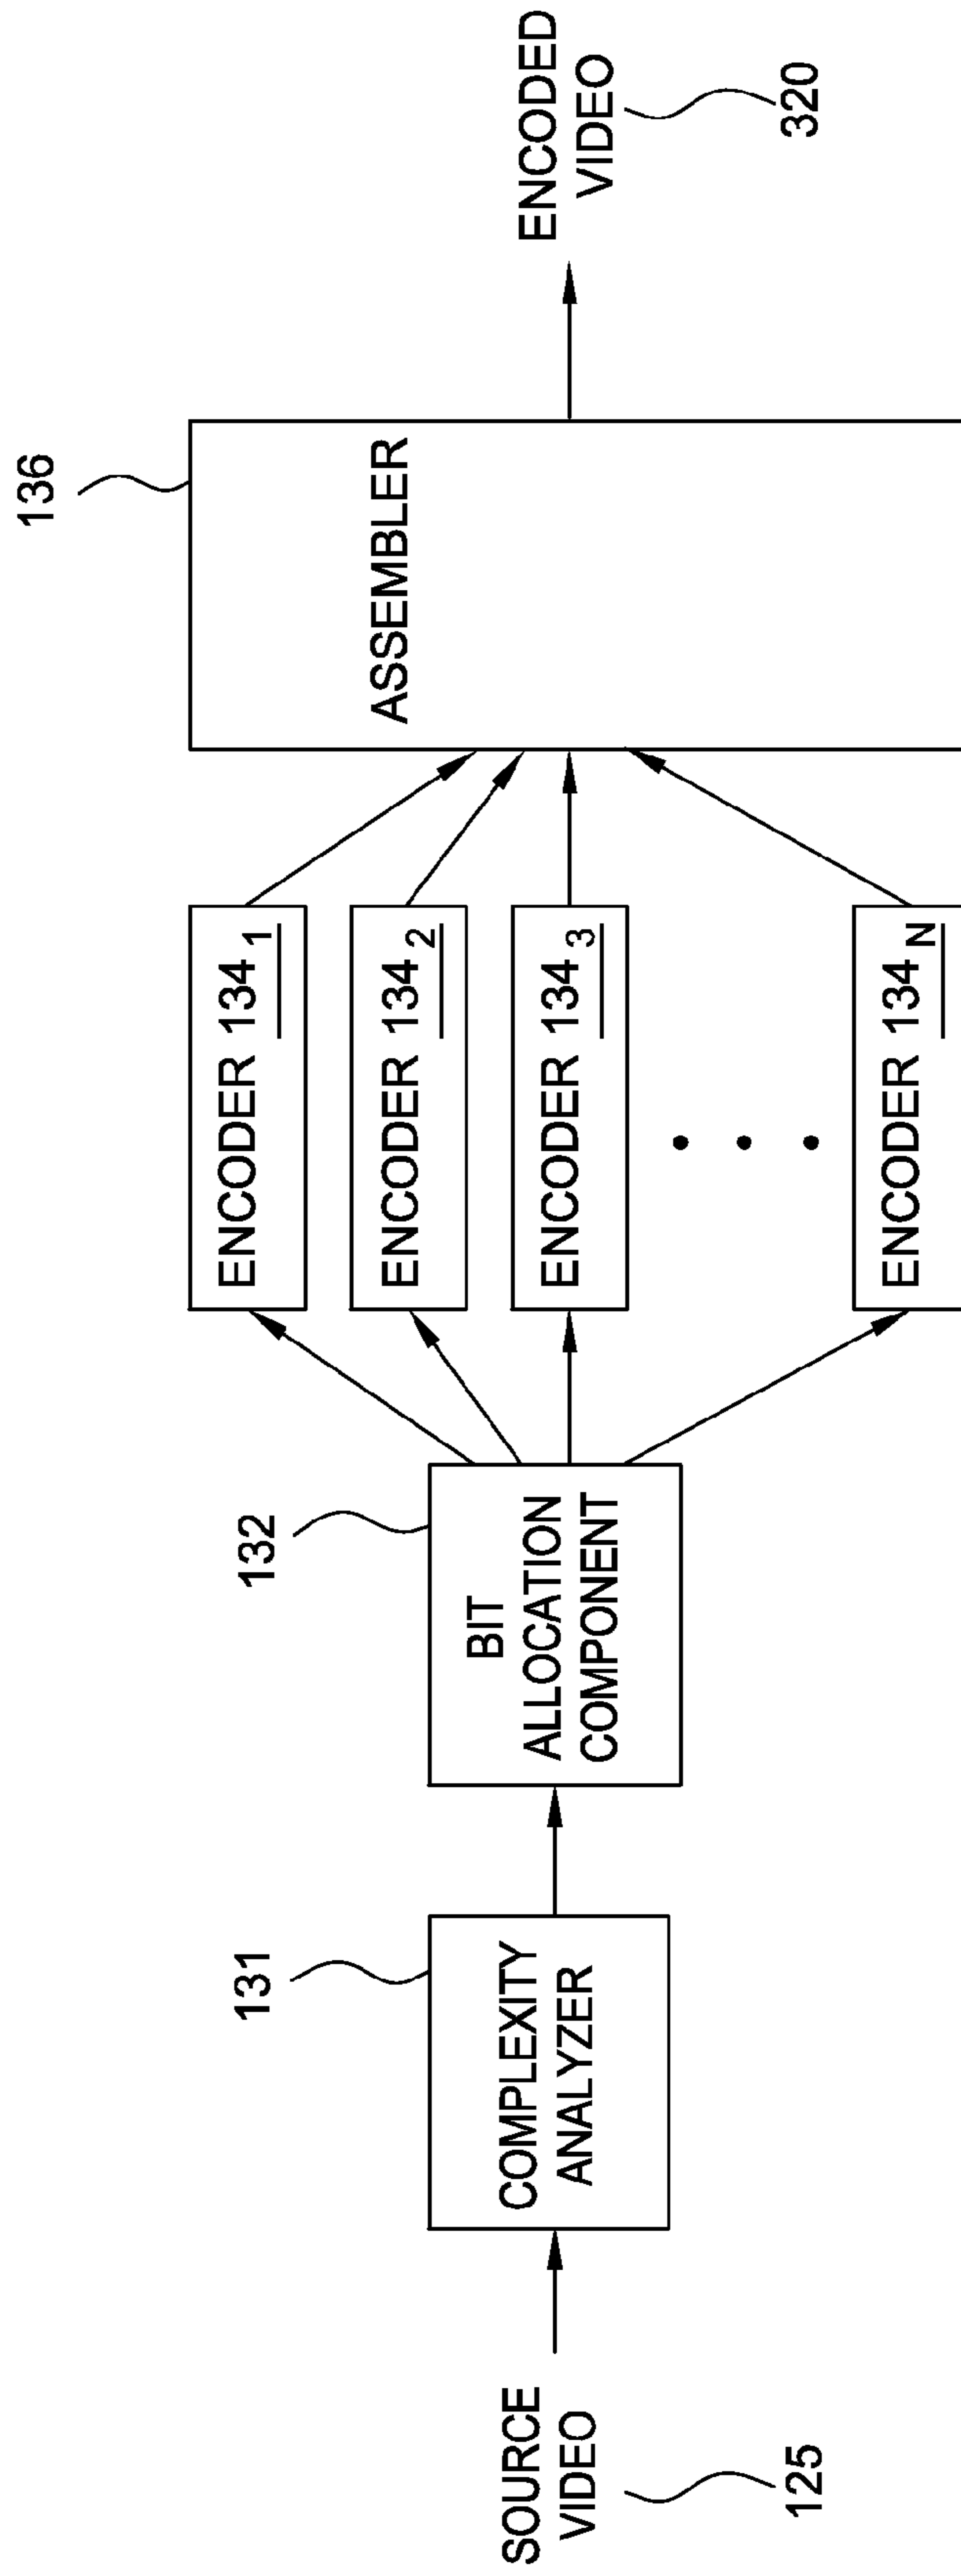 SOURCE
VIDEO
125
131
COMPLEXITY
ANALYZER
132
BIT
ALLOCATION
COMPONENT
ENCODER 134 1
ENCODER 134 2
ENCODER 134 3
ENCODER 134 N
136
ASSEMBLER
ENCODED
VIDEO
320